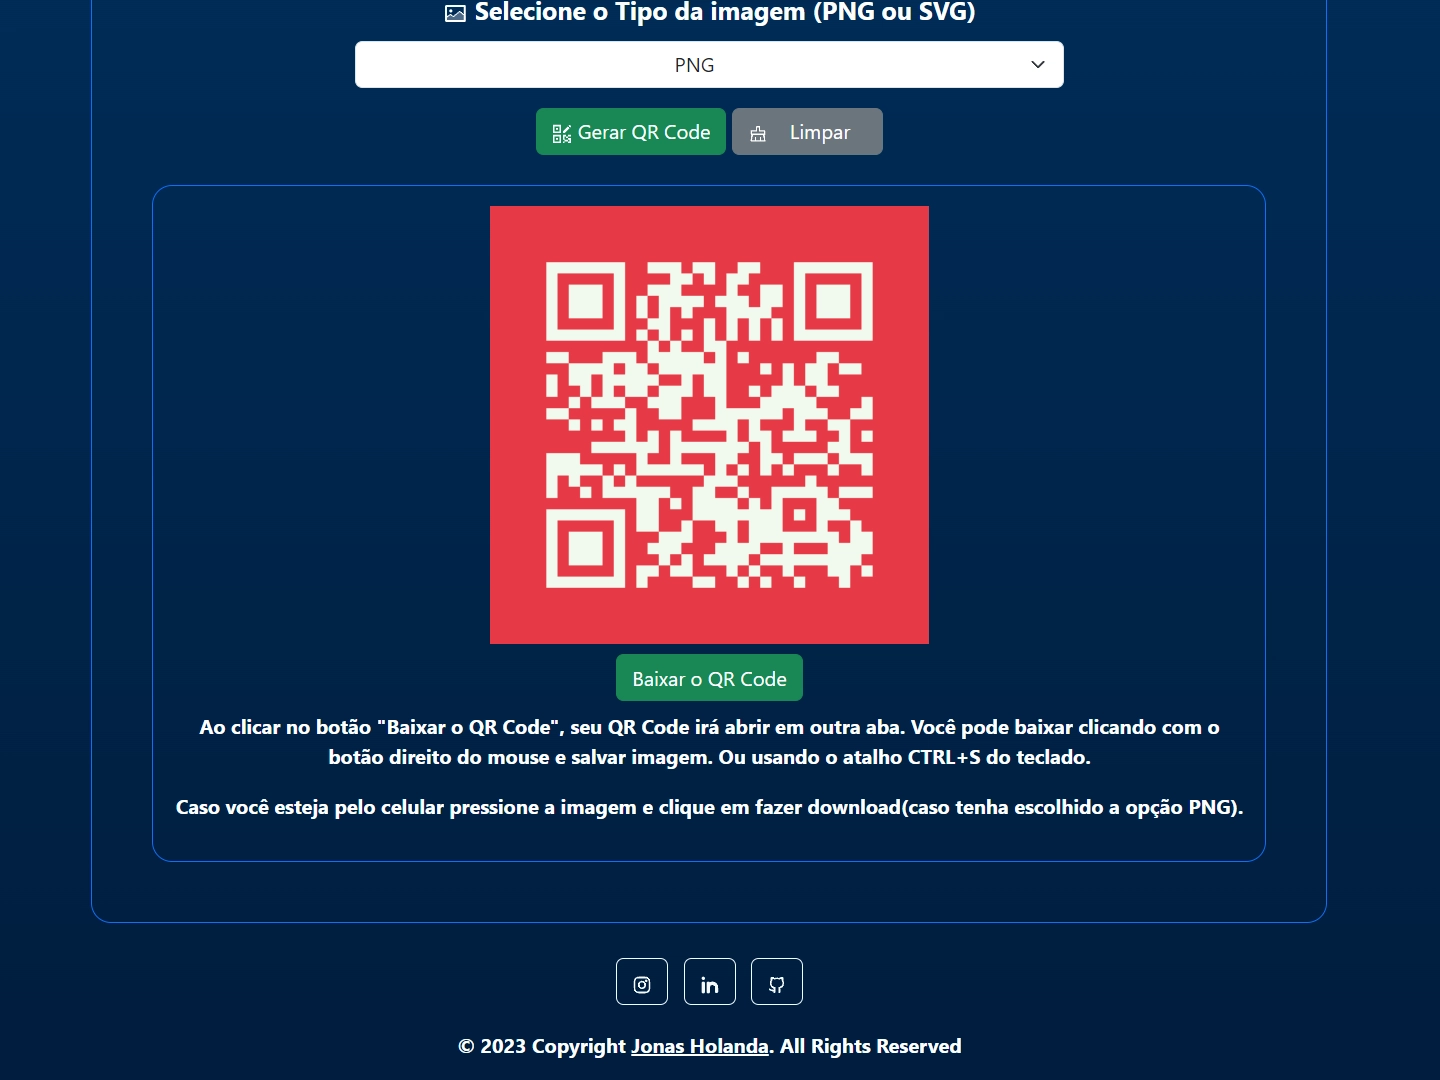 Selecione o Tipo da imagem (PNG ou SVG)
PNG
Gerar QR Code
Limpar
Baixar o QR Code
Ao clicar no botão "Baixar o QR Code", seu QR Code irá abrir em outra aba. Você pode baixar clicando com o
botão direito do mouse e salvar imagem. Ou usando o atalho CTRL+S do teclado.
Caso você esteja pelo celular pressione a imagem e clique em fazer download(caso tenha escolhido a opção PNG).
© 2023 Copyright Jonas Holanda. All Rights Reserved